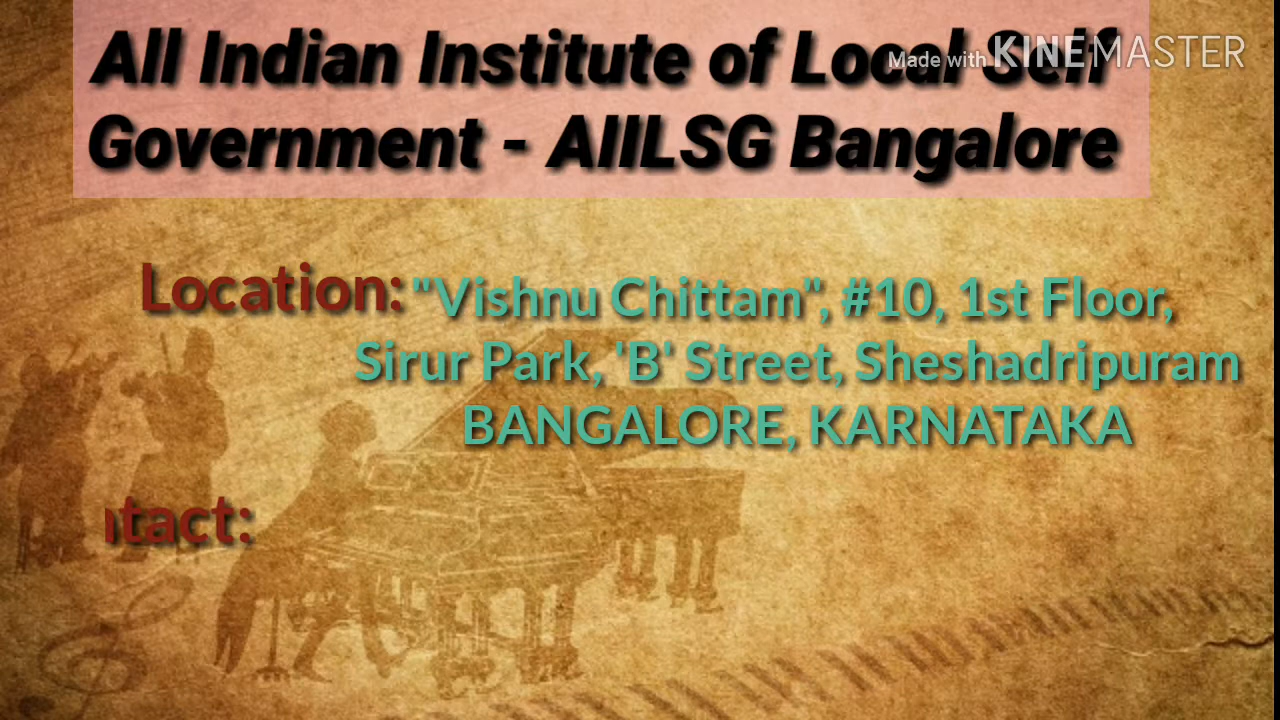 All Indian Institute of Local Self
Made with KINEMASTER
Government - AIILSG Bangalore
Location: "Vishnu Chittam", #10, 1st Floor,
Sirur Park, 'B' Street, Sheshadripuram
BANGALORE, KARNATAKA
ntact: